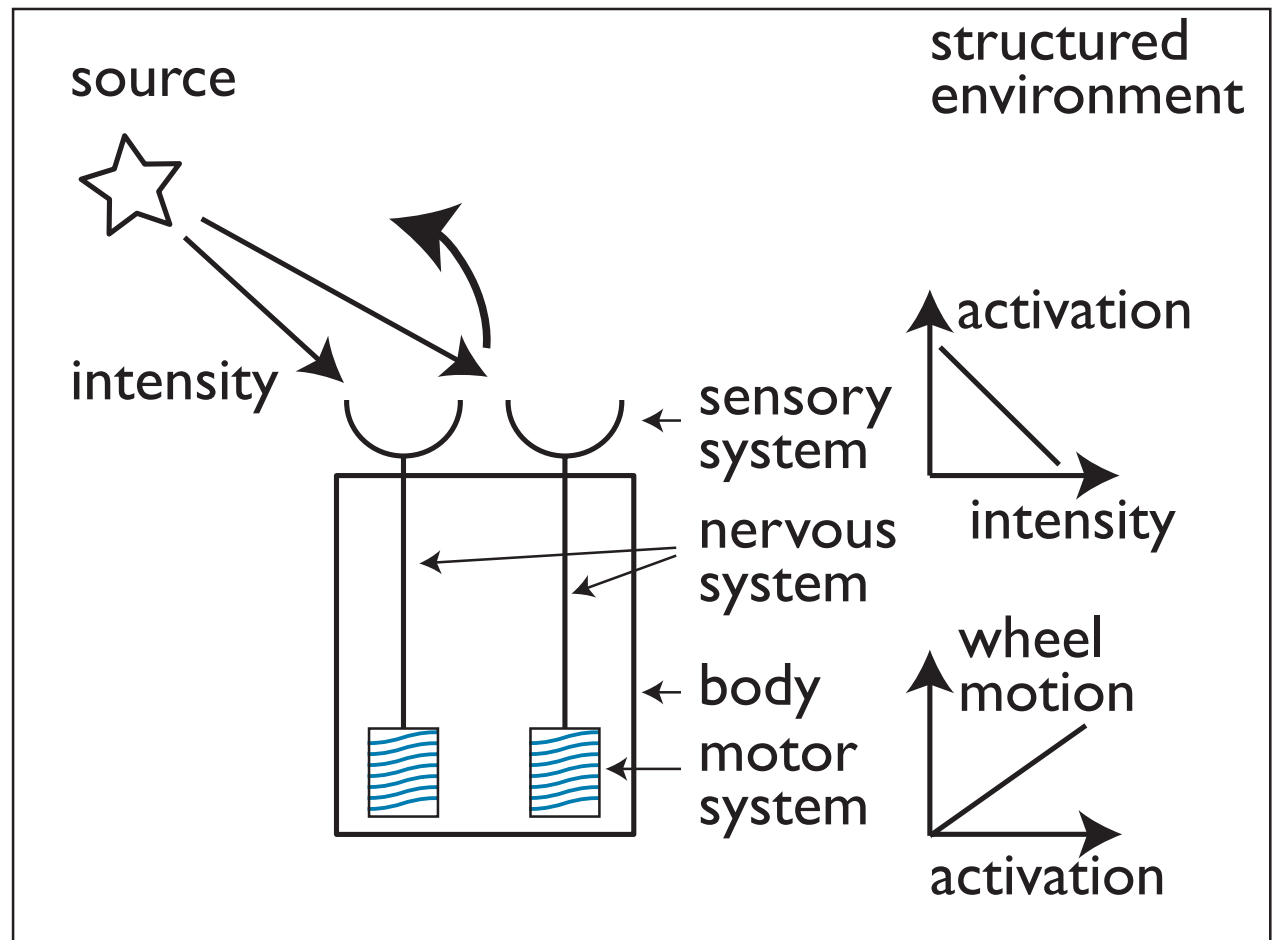 source
structured
environment
intensity
activation
sensory
system
intensity
nervous
system
wheel
motion
body
motor
system
activation